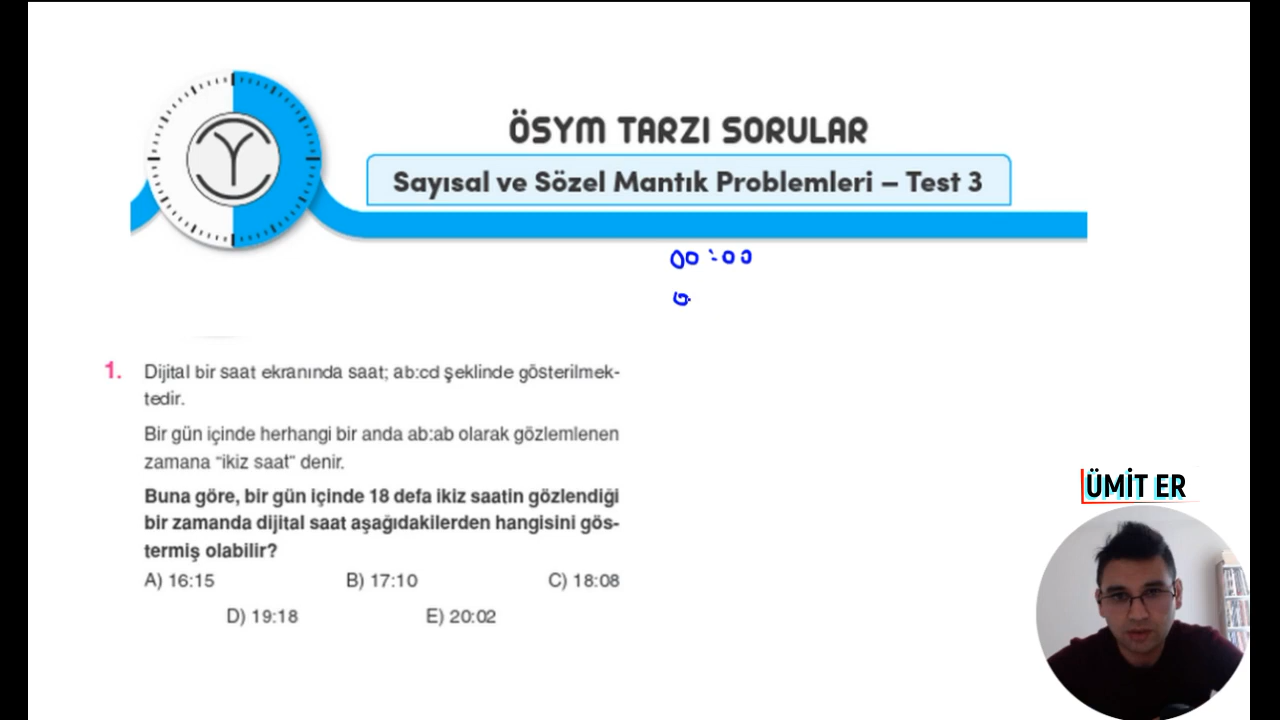 ÖSYM TARZI SORULAR
Sayısal ve Sözel Mantık Problemleri – Test 3
00:00
0
1. Dijital bir saat ekranında saat; ab:cd şeklinde gösterilmek-
tedir.
Bir gün içinde herhangi bir anda ab:ab olarak gözlemlenen
zamana “ikiz saat” denir.
Buna göre, bir gün içinde 18 defa ikiz saatin gözlendiği
bir zamanda dijital saat aşağıdakilerden hangisini gös-
termiş olabilir?
A) 16:15 B) 17:10 C) 18:08
D) 19:18 E) 20:02
ÜMİT ER